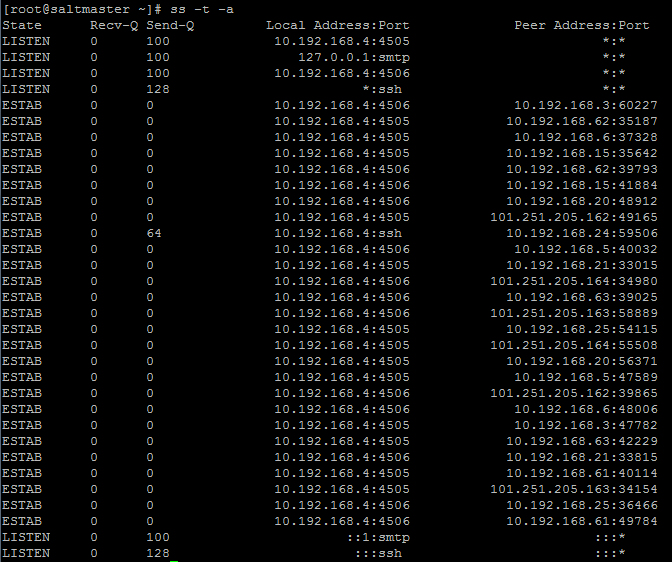 [root@saltmaster ~]# ss -t -a
State Recv-Q Send-Q Local Address:Port Peer Address:Port
LISTEN 0 100 10.192.168.4:4505 *:*
LISTEN 0 100 127.0.0.1:smtp *:*
LISTEN 0 100 10.192.168.4:4506 *:*
LISTEN 0 128 *:ssh *:*
ESTAB 0 0 10.192.168.4:4506 10.192.168.3:60227
ESTAB 0 0 10.192.168.4:4505 10.192.168.62:35187
ESTAB 0 0 10.192.168.4:4505 10.192.168.6:37328
ESTAB 0 0 10.192.168.4:4505 10.192.168.15:35642
ESTAB 0 0 10.192.168.4:4506 10.192.168.62:39793
ESTAB 0 0 10.192.168.4:4506 10.192.168.15:41884
ESTAB 0 0 10.192.168.4:4506 10.192.168.20:48912
ESTAB 0 0 10.192.168.4:4505 101.251.205.162:49165
ESTAB 0 64 10.192.168.4:ssh 10.192.168.24:59506
ESTAB 0 0 10.192.168.4:4506 10.192.168.5:40032
ESTAB 0 0 10.192.168.4:4505 10.192.168.21:33015
ESTAB 0 0 10.192.168.4:4506 101.251.205.164:34980
ESTAB 0 0 10.192.168.4:4506 10.192.168.63:39025
ESTAB 0 0 10.192.168.4:4506 101.251.205.163:58889
ESTAB 0 0 10.192.168.4:4506 10.192.168.25:54115
ESTAB 0 0 10.192.168.4:4505 101.251.205.164:55508
ESTAB 0 0 10.192.168.4:4505 10.192.168.20:56371
ESTAB 0 0 10.192.168.4:4505 10.192.168.5:47589
ESTAB 0 0 10.192.168.4:4506 101.251.205.162:39865
ESTAB 0 0 10.192.168.4:4506 10.192.168.6:48006
ESTAB 0 0 10.192.168.4:4505 10.192.168.3:47782
ESTAB 0 0 10.192.168.4:4505 10.192.168.63:42229
ESTAB 0 0 10.192.168.4:4506 10.192.168.21:33815
ESTAB 0 0 10.192.168.4:4505 10.192.168.61:40114
ESTAB 0 0 10.192.168.4:4505 101.251.205.163:34154
ESTAB 0 0 10.192.168.4:4505 10.192.168.25:36466
ESTAB 0 0 10.192.168.4:4506 10.192.168.61:49784
LISTEN 0 100 ::1:smtp :::*
LISTEN 0 128 :::ssh :::*